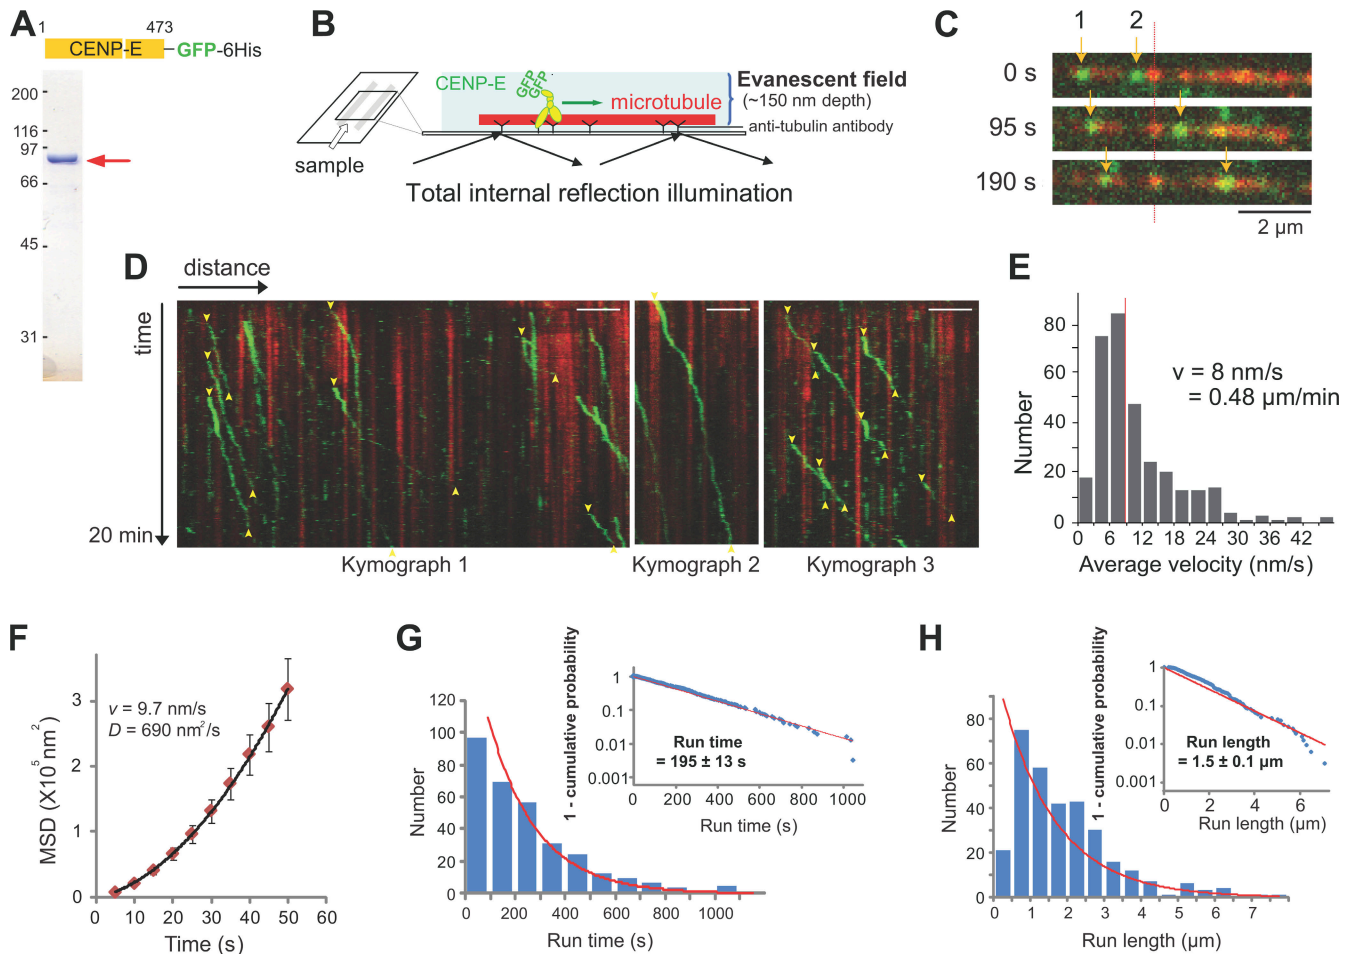 A
1 473
CENP-E GFP-6His
200
116
97
66
45
31
B
CENP-E
GFP
GFP
microtubule
Evanescent field
(~150 nm depth)
anti-tubulin antibody
sample
Total internal reflection illumination
C
1 2
0 s
95 s
190 s
2 µm
D
distance
time
20 min
Kymograph 1
Kymograph 2
Kymograph 3
E
Number
80
60
40
20
0
v = 8 nm/s
= 0.48 µm/min
0 6 12 18 24 30 36 42
Average velocity (nm/s)
F
MSD (X10⁵ nm²)
3
2
1
0
v = 9.7 nm/s
D = 690 nm²/s
0 10 20 30 40 50 60
Time (s)
G
Number
120
100
80
60
40
20
0
0 200 400 600 800 1000
Run time (s)
1 - cumulative probability
1
0.1
0.01
0.001
Run time
= 195 ± 13 s
0 200 400 600 800 1000
Run time (s)
H
Number
80
60
40
20
0
0 1 2 3 4 5 6 7
Run length (µm)
1 - cumulative probability
1
0.1
0.01
0.001
Run length
= 1.5 ± 0.1 µm
0 2 4 6
Run length (µm)